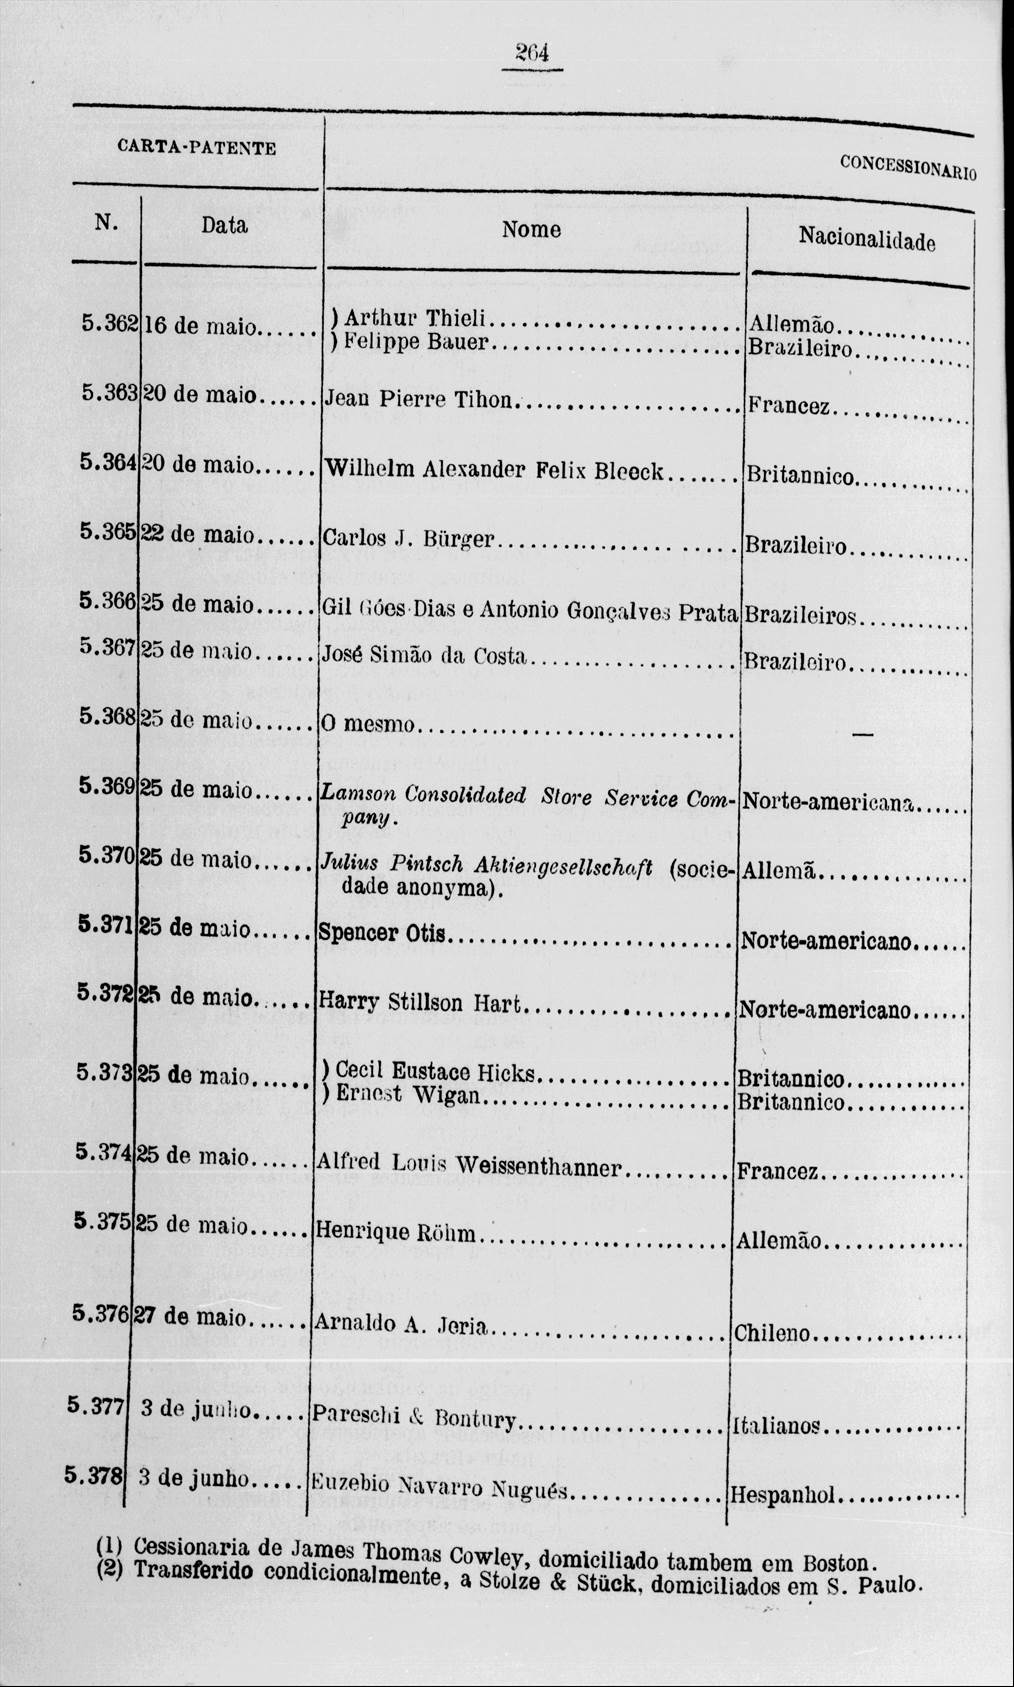 264
CARTA-PATENTE
CONCESSIONARIO
N. Data Nome Nacionalidade
5.362 16 de maio...... ) Arthur Thieli........................ Allemão...............
) Felippe Bauer........................ Brazileiro.............
5.363 20 de maio...... Jean Pierre Tihon...................... Francez...............
5.364 20 de maio...... Wilhelm Alexander Felix Bleeck....... Britannico.............
5.365 22 de maio...... Carlos J. Bürger........................ Brazileiro.............
5.366 25 de maio...... Gil Góes Dias e Antonio Gonçalves Prata Brazileiros............
5.367 25 de maio...... José Simão da Costa.................... Brazileiro.............
5.368 25 de maio...... O mesmo............................... —
5.369 25 de maio...... Lamson Consolidated Store Service Com- Norte-americana......
pany.
5.370 25 de maio...... Julius Pintsch Aktiengesellschaft (socie- Allemã................
dade anonyma).
5.371 25 de maio...... Spencer Otis............................ Norte-americano......
5.372 25 de maio...... Harry Stillson Hart.................... Norte-americano......
5.373 25 de maio...... ) Cecil Eustace Hicks................... Britannico.............
) Ernest Wigan........................ Britannico.............
5.374 25 de maio...... Alfred Louis Weissenthanner.......... Francez...............
5.375 25 de maio...... Henrique Röhm........................ Allemão...............
5.376 27 de maio...... Arnaldo A. Jeria....................... Chileno...............
5.377 3 de junho..... Pareschi & Bontury.................... Italianos..............
5.378 3 de junho..... Euzebio Navarro Nugués............... Hespanhol.............
(1) Cessionaria de James Thomas Cowley, domiciliado tambem em Boston.
(2) Transferido condicionalmente, a Stolze & Stück, domiciliados em S. Paulo.